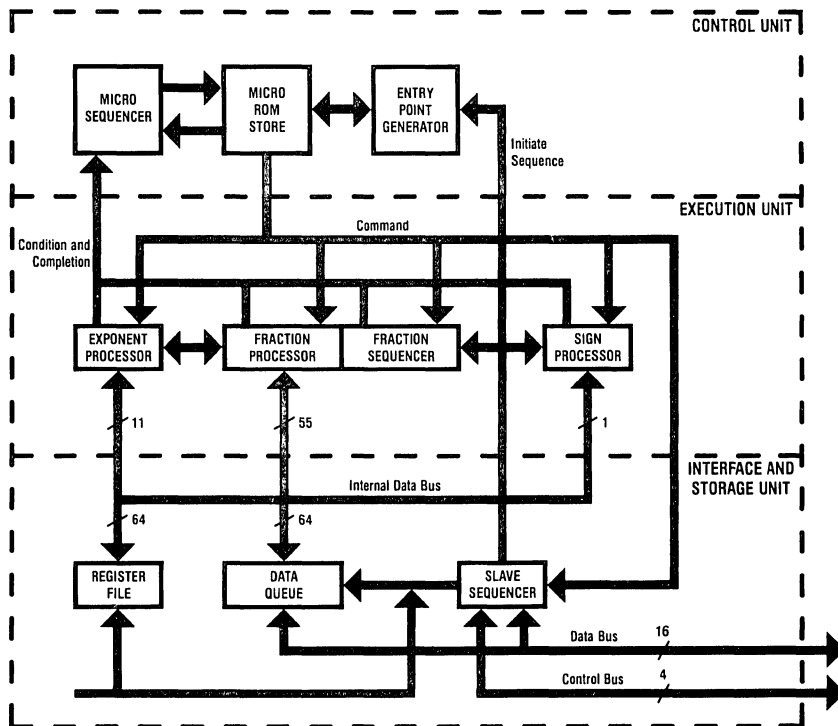 CONTROL UNIT
MICRO
SEQUENCER
MICRO
ROM
STORE
ENTRY
POINT
GENERATOR
Initiate
Sequence
EXECUTION UNIT
Command
Condition and
Completion
EXPONENT
PROCESSOR
FRACTION
PROCESSOR
FRACTION
SEQUENCER
SIGN
PROCESSOR
11
55
1
INTERFACE AND
STORAGE UNIT
Internal Data Bus
64
64
REGISTER
FILE
DATA
QUEUE
SLAVE
SEQUENCER
Data Bus
16
Control Bus
4